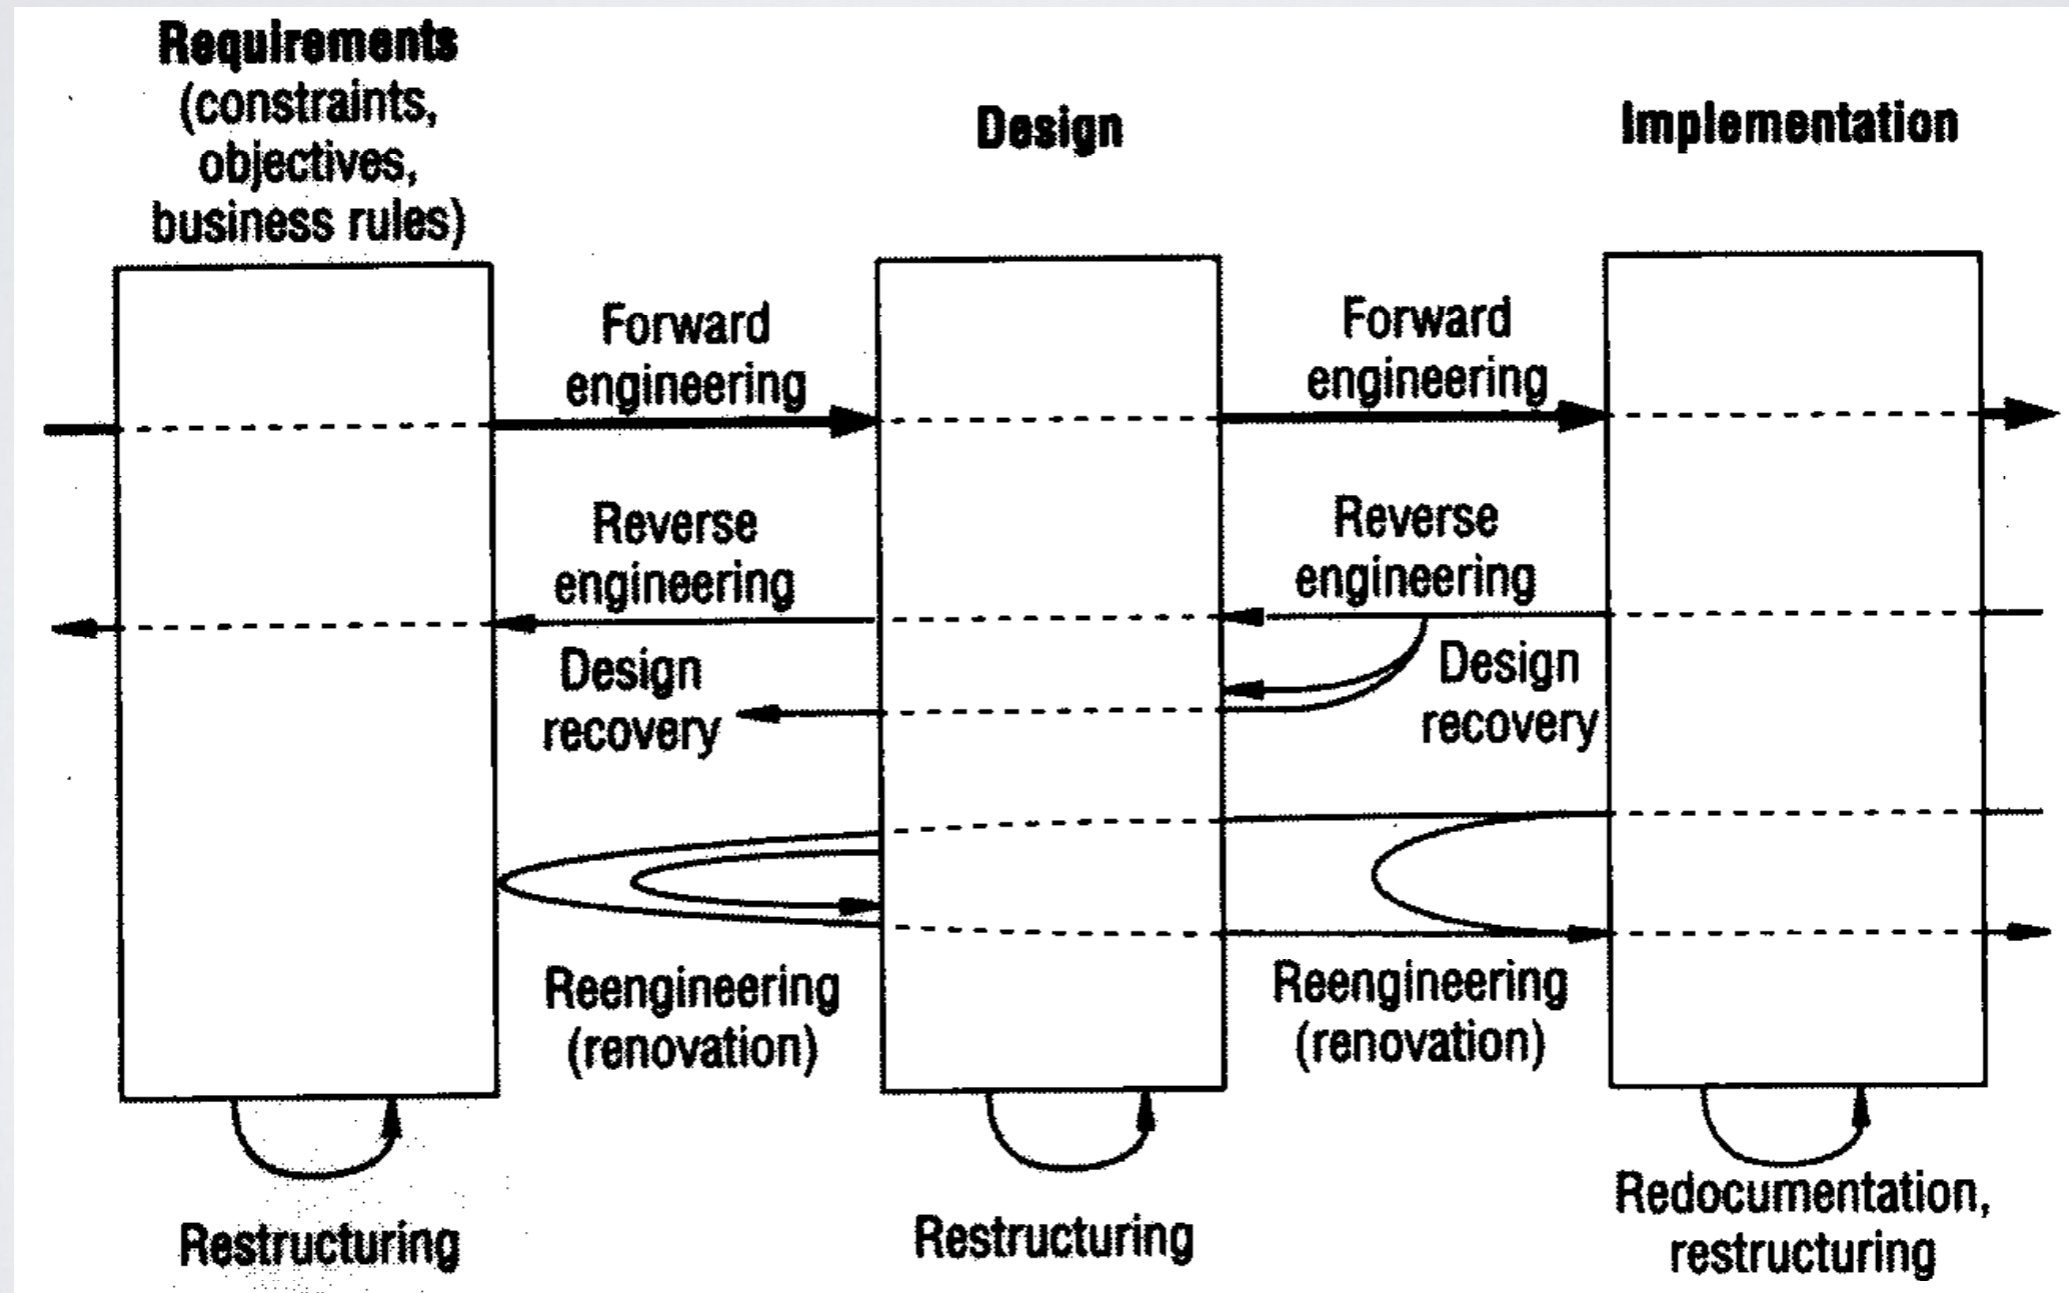 Requirements
(constraints,
objectives,
business rules)
Design
Implementation
Forward
engineering
Forward
engineering
Reverse
engineering
Reverse
engineering
Design
recovery
Design
recovery
Reengineering
(renovation)
Reengineering
(renovation)
Restructuring
Restructuring
Redocumentation,
restructuring